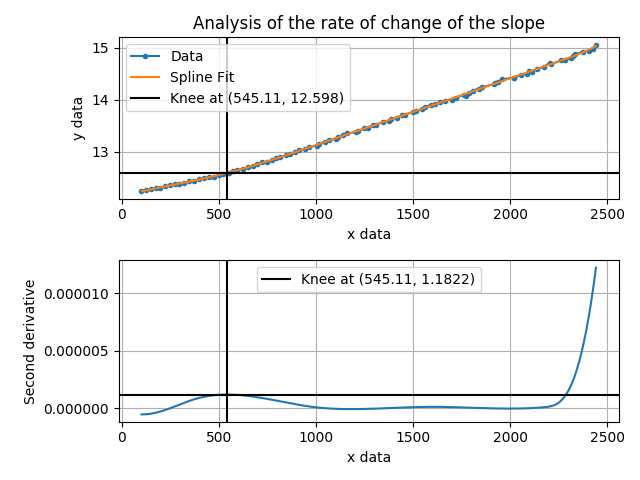 Analysis of the rate of change of the slope
15
14
13
y data
Data
Spline Fit
Knee at (545.11, 12.598)
0 500 1000 1500 2000 2500
x data
0.000010
0.000005
0.000000
Second derivative
Knee at (545.11, 1.1822)
0 500 1000 1500 2000 2500
x data